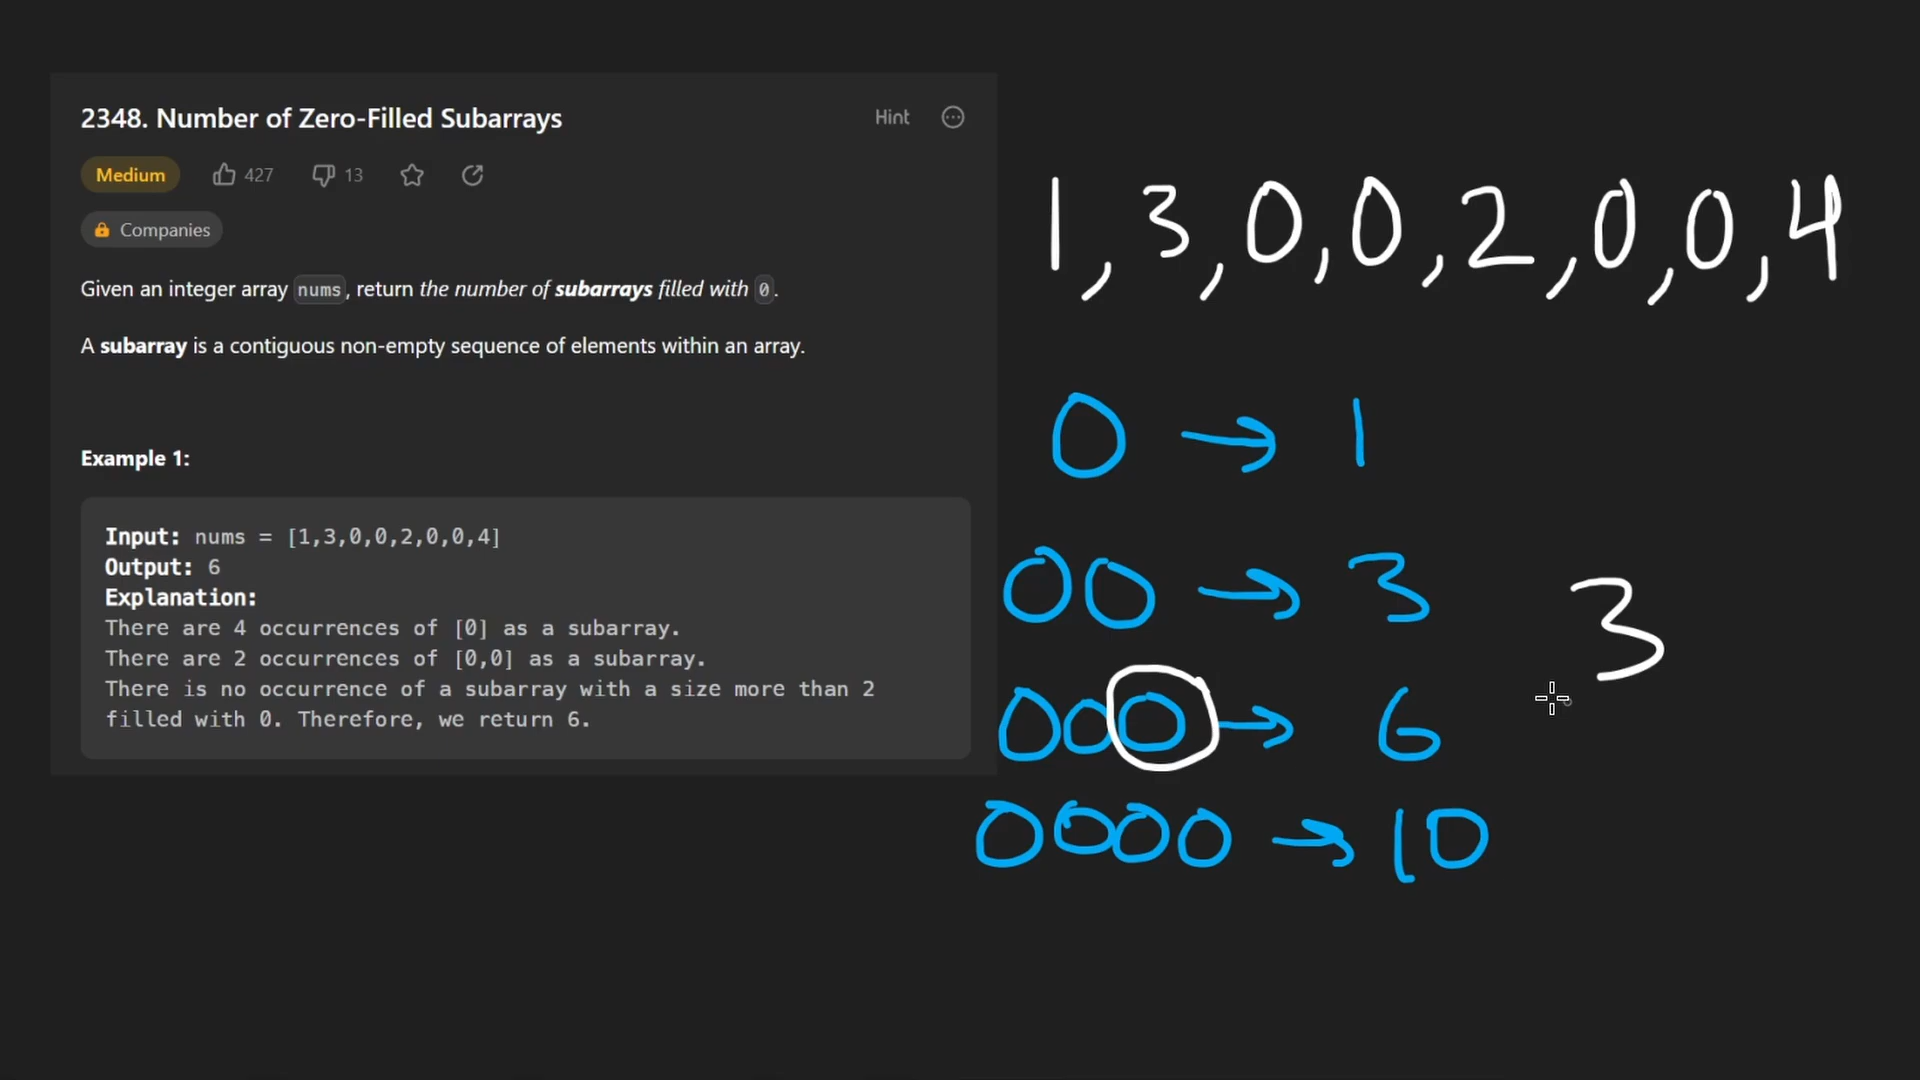 2348. Number of Zero-Filled Subarrays
Hint
Medium 427 13
Companies
Given an integer array nums, return the number of subarrays filled with 0.
A subarray is a contiguous non-empty sequence of elements within an array.
Example 1:
Input: nums = [1,3,0,0,2,0,0,4]
Output: 6
Explanation:
There are 4 occurrences of [0] as a subarray.
There are 2 occurrences of [0,0] as a subarray.
There is no occurrence of a subarray with a size more than 2
filled with 0. Therefore, we return 6.
1, 3, 0, 0, 2, 0, 0, 4
0 → 1
00 → 3
3
000 → 6
0000 → 10